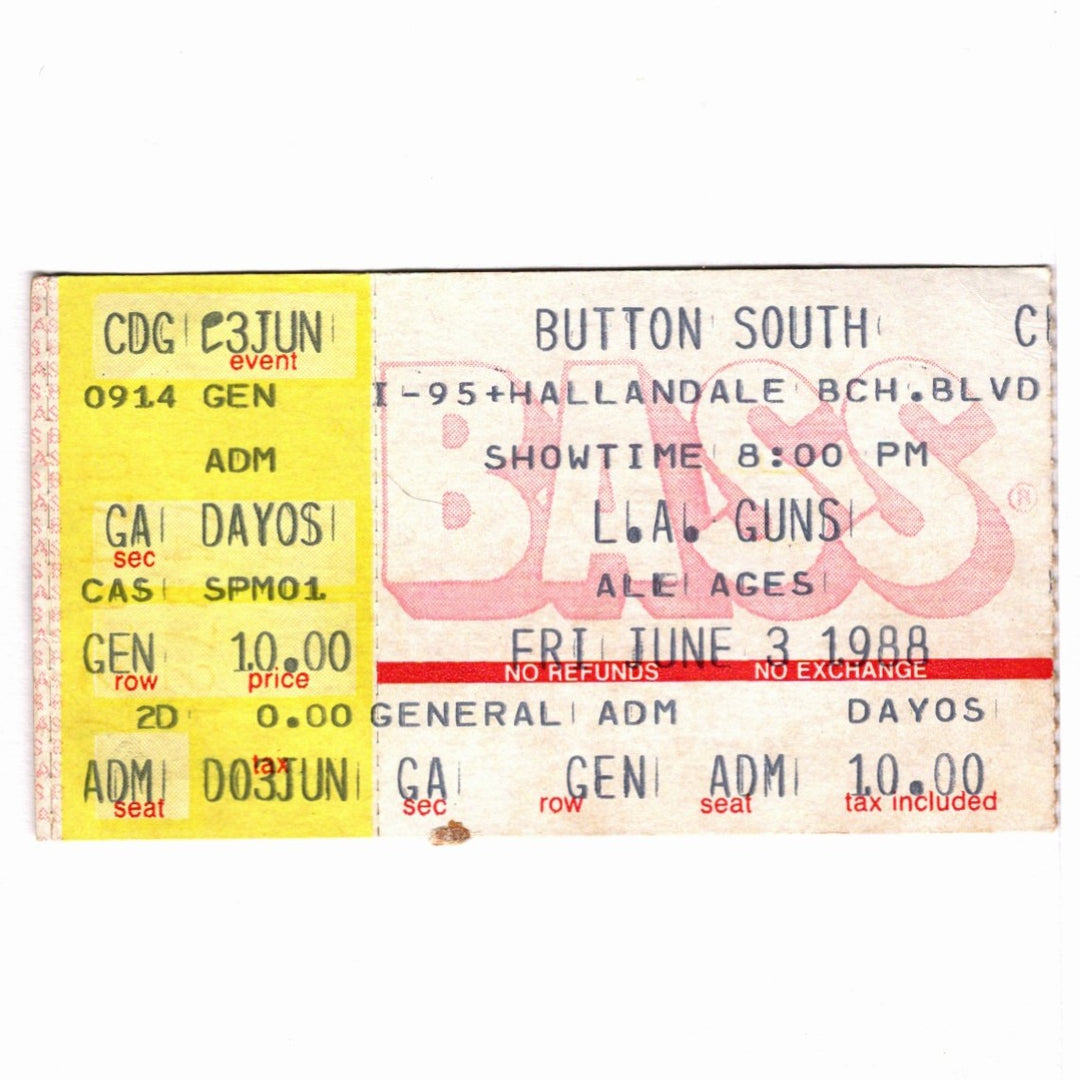 CDG 3JUN
event
0914 GEN
ADM
GA DAYOS
sec
CAS SPM01
GEN 10.00
row price
2D 0.00
tax
ADM D03JUN
seat
BUTTON SOUTH
I-95+HALLANDALE BCH.BLVD
SHOWTIME 8:00 PM
BASS ®
L.A. GUNS
ALL AGES
FRI JUNE 3 1988
NO REFUNDS NO EXCHANGE
GENERAL ADM DAYOS
GA GEN ADM 10.00
sec row seat tax included